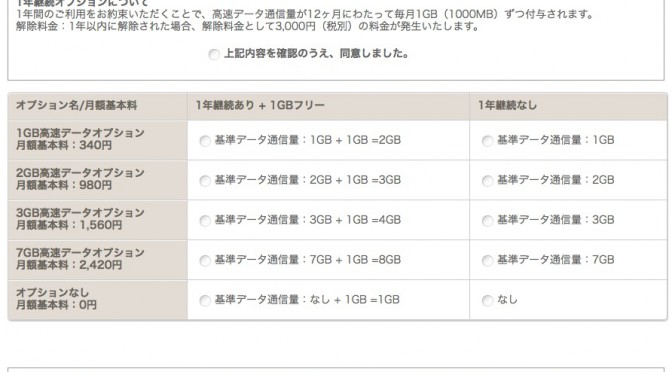 1年継続オプションについて
1年間のご利用をお約束いただくことで、高速データ通信量が12ヶ月にわたって毎月1GB（1000MB）ずつ付与されます。
解除料金：1年以内に解除された場合、解除料金として3,000円（税別）の料金が発生いたします。
上記内容を確認のうえ、同意しました。
オプション名/月額基本料 1年継続あり + 1GBフリー 1年継続なし
1GB高速データオプション
月額基本料：340円
基準データ通信量：1GB + 1GB =2GB 基準データ通信量：1GB
2GB高速データオプション
月額基本料：980円
基準データ通信量：2GB + 1GB =3GB 基準データ通信量：2GB
3GB高速データオプション
月額基本料：1,560円
基準データ通信量：3GB + 1GB =4GB 基準データ通信量：3GB
7GB高速データオプション
月額基本料：2,420円
基準データ通信量：7GB + 1GB =8GB 基準データ通信量：7GB
オプションなし
月額基本料：0円
基準データ通信量：なし + 1GB =1GB なし